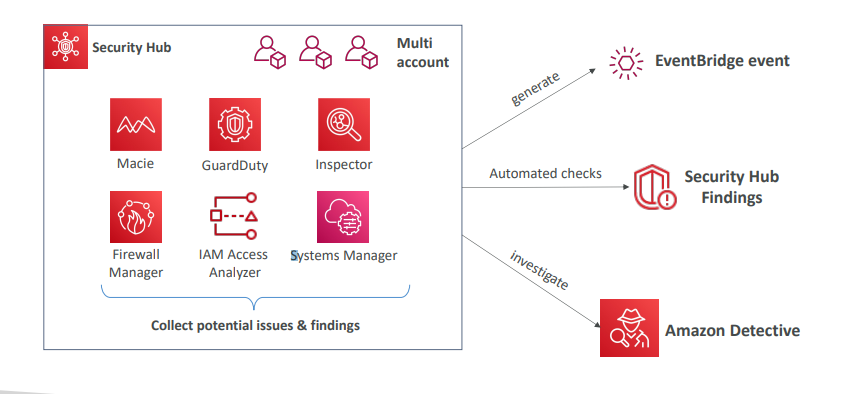 Security Hub
Multi
account
Macie
GuardDuty
Inspector
Firewall
Manager
IAM Access
Analyzer
Systems Manager
Collect potential issues & findings
generate
EventBridge event
Automated checks
Security Hub
Findings
investigate
Amazon Detective